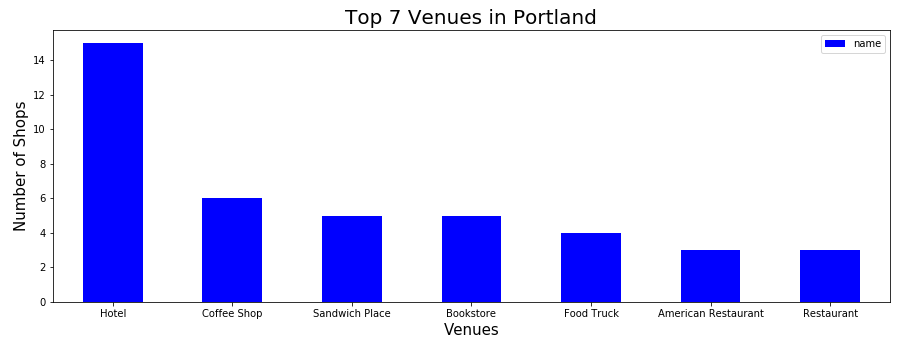 Top 7 Venues in Portland
name
Number of Shops
14
12
10
8
6
4
2
0
Hotel Coffee Shop Sandwich Place Bookstore Food Truck American Restaurant Restaurant
Venues